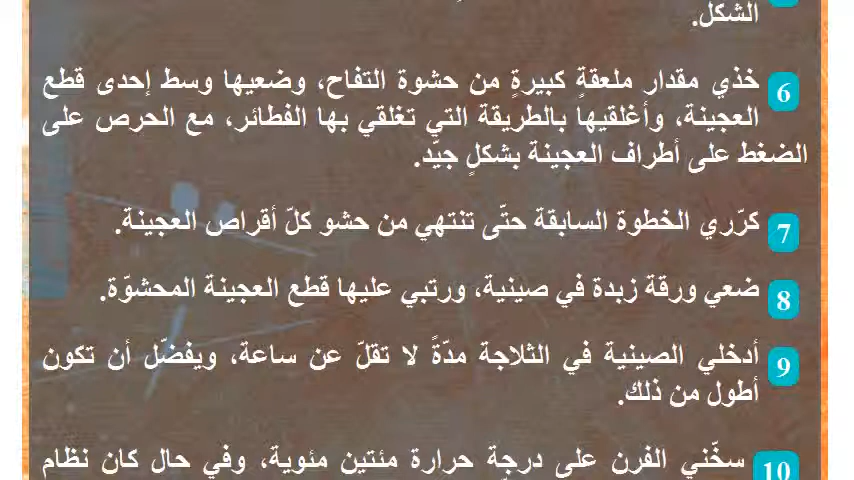 الشكل.
6 خذي مقدار ملعقةٍ كبيرةٍ من حشوة التفاح، وضعيها وسط إحدى قطع
العجينة، وأغلقيها بالطريقة التي تغلقي بها الفطائر، مع الحرص على
الضغط على أطراف العجينة بشكلٍ جيّد.
7 كرّري الخطوة السابقة حتّى تنتهي من حشو كلّ أقراص العجينة.
8 ضعي ورقة زبدة في صينية، ورتبي عليها قطع العجينة المحشوّة.
9 أدخلي الصينية في الثلاجة مدّةً لا تقلّ عن ساعة، ويفضّل أن تكون
أطول من ذلك.
10 سخّني الفرن على درجة حرارة مئتين مئوية، وفي حال كان نظام